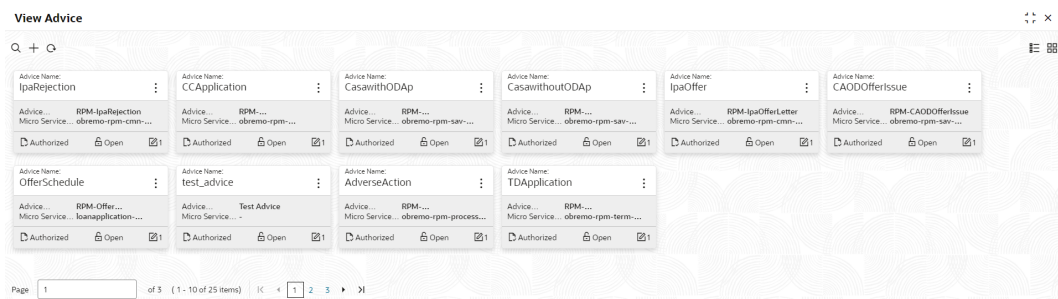 View Advice
Advice Name: Advice Name: Advice Name: Advice Name: Advice Name: Advice Name:
IpaRejection CCApplication CasawithODAp CasawithoutODAp IpaOffer CAODOfferIssue
Advice... RPM-IpaRejection Advice... RPM-... Advice... RPM-... Advice... RPM-... Advice... RPM-IpaOfferLetter Advice... RPM-CAODOfferIssue
Micro Service... obremo-rpm-cmn-... Micro Service... obremo-rpm-... Micro Service... obremo-rpm-sav-... Micro Service... obremo-rpm-sav-... Micro Service... obremo-rpm-cmn-... Micro Service... obremo-rpm-sav-...
Authorized Open 1 Authorized Open 1 Authorized Open 1 Authorized Open 1 Authorized Open 1 Authorized Open 1
Advice Name: Advice Name: Advice Name: Advice Name:
OfferSchedule test_advice AdverseAction TDApplication
Advice... RPM-Offer... Advice... Test Advice Advice... RPM-... Advice... RPM-...
Micro Service... loanapplication-... Micro Service... - Micro Service... obremo-rpm-process... Micro Service... obremo-rpm-term-...
Authorized Open 1 Authorized Open 1 Authorized Open 1 Authorized Open 1
Page 1 of 3 (1 - 10 of 25 items) 1 2 3